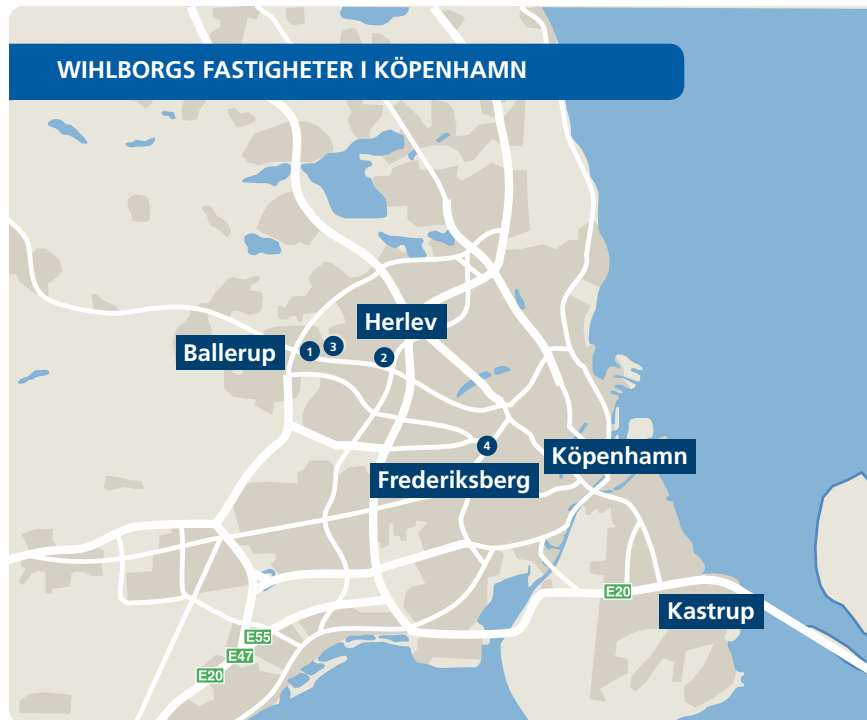 WIHLBORGS FASTIGHETER I KÖPENHAMN
Herlev
Ballerup
1
3
2
4
Köpenhamn
Frederiksberg
E20
Kastrup
E55
E47
E20